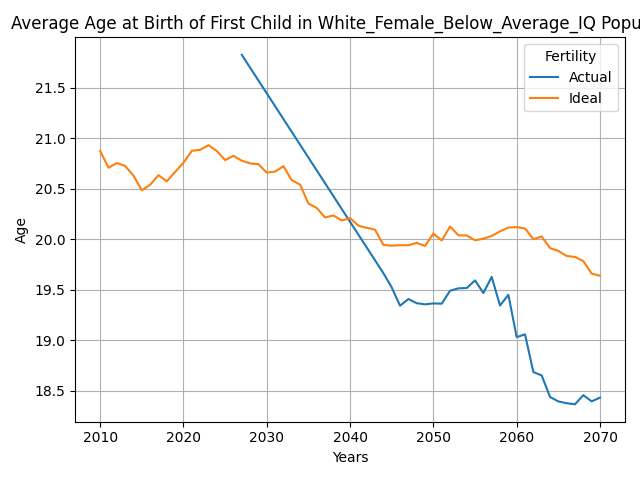 Average Age at Birth of First Child in White_Female_Below_Average_IQ Popu
Fertility
Actual
Ideal
21.5
21.0
20.5
20.0
19.5
19.0
18.5
Age
2010 2020 2030 2040 2050 2060 2070
Years